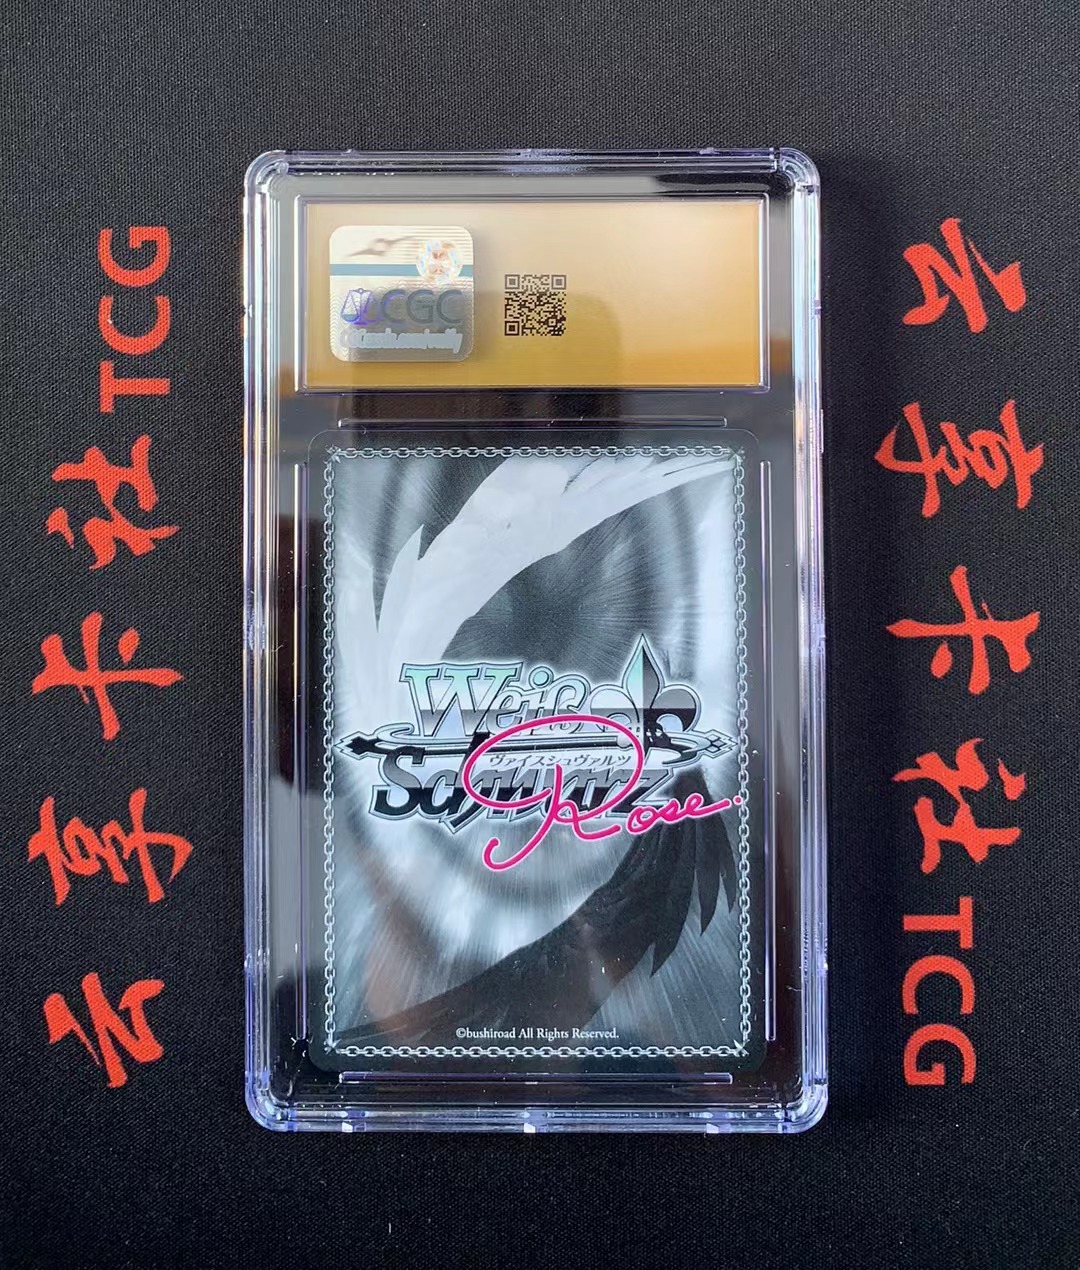 云享卡社TCG
CGC
Weiß
Schwarz
ヴァイスシュヴァルツ
Rose.
©bushiroad All Rights Reserved.
云享卡社TCG